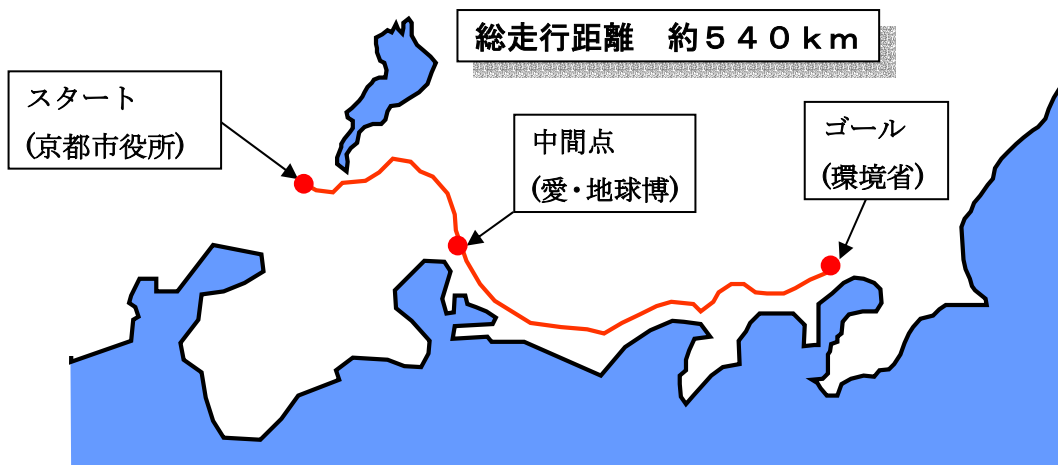 総走行距離　約５４０ｋｍ
スタート
(京都市役所)
中間点
(愛・地球博)
ゴール
(環境省)